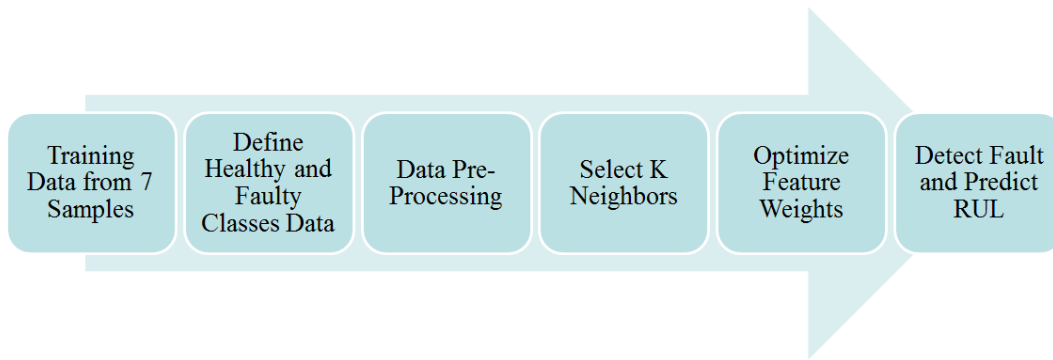 Training
Data from 7
Samples
Define
Healthy and
Faulty
Classes Data
Data Pre-
Processing
Select K
Neighbors
Optimize
Feature
Weights
Detect Fault
and Predict
RUL